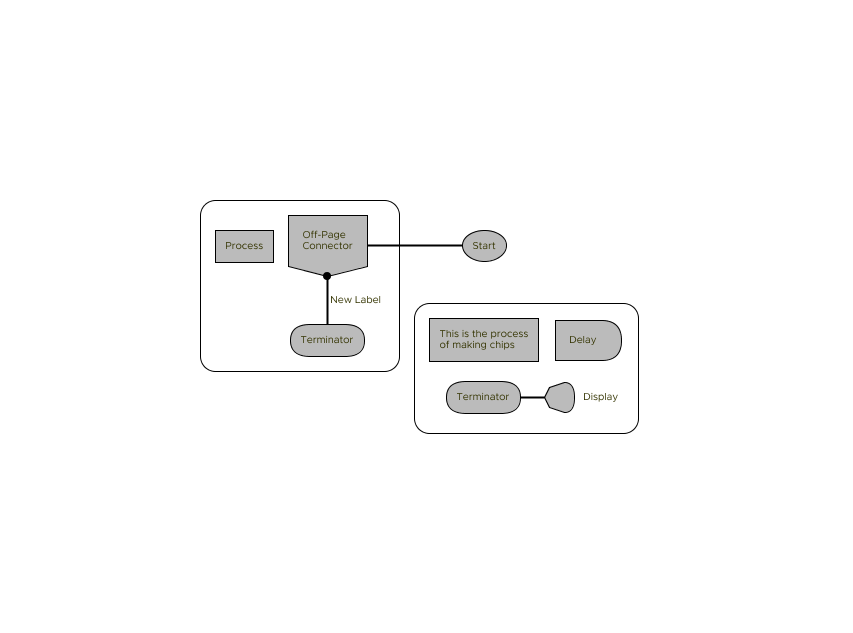 Process
Off-Page
Connector
Start
New Label
Terminator
This is the process
of making chips
Delay
Terminator
Display